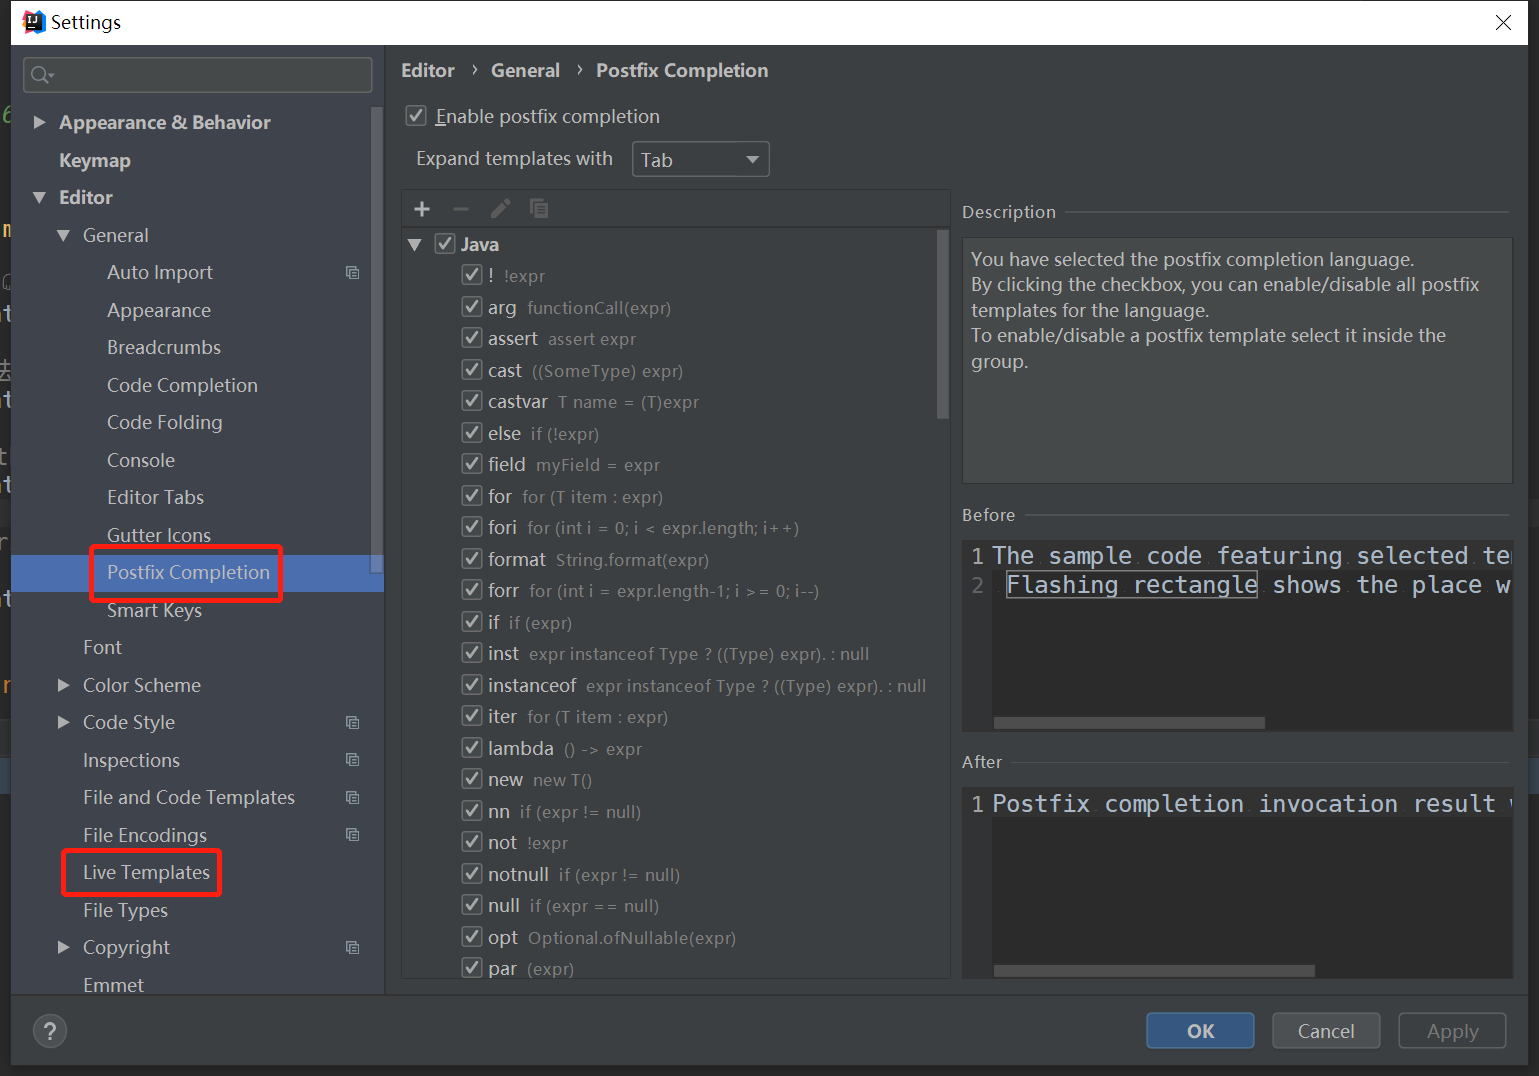 Settings
Editor › General › Postfix Completion
Appearance & Behavior
Keymap
Editor
General
Auto Import
Appearance
Breadcrumbs
Code Completion
Code Folding
Console
Editor Tabs
Gutter Icons
Postfix Completion
Smart Keys
Font
Color Scheme
Code Style
Inspections
File and Code Templates
File Encodings
Live Templates
File Types
Copyright
Emmet
Enable postfix completion
Expand templates with Tab
Java
! !expr
arg functionCall(expr)
assert assert expr
cast ((SomeType) expr)
castvar T name = (T)expr
else if (!expr)
field myField = expr
for for (T item : expr)
fori for (int i = 0; i < expr.length; i++)
format String.format(expr)
forr for (int i = expr.length-1; i >= 0; i--)
if if (expr)
inst expr instanceof Type ? ((Type) expr). : null
instanceof expr instanceof Type ? ((Type) expr). : null
iter for (T item : expr)
lambda () -> expr
new new T()
nn if (expr != null)
not !expr
notnull if (expr != null)
null if (expr == null)
opt Optional.ofNullable(expr)
par (expr)
Description
You have selected the postfix completion language.
By clicking the checkbox, you can enable/disable all postfix
templates for the language.
To enable/disable a postfix template select it inside the
group.
Before
1 The sample code featuring selected te
2 Flashing rectangle shows the place w
After
1 Postfix completion invocation result
?
OK
Cancel
Apply